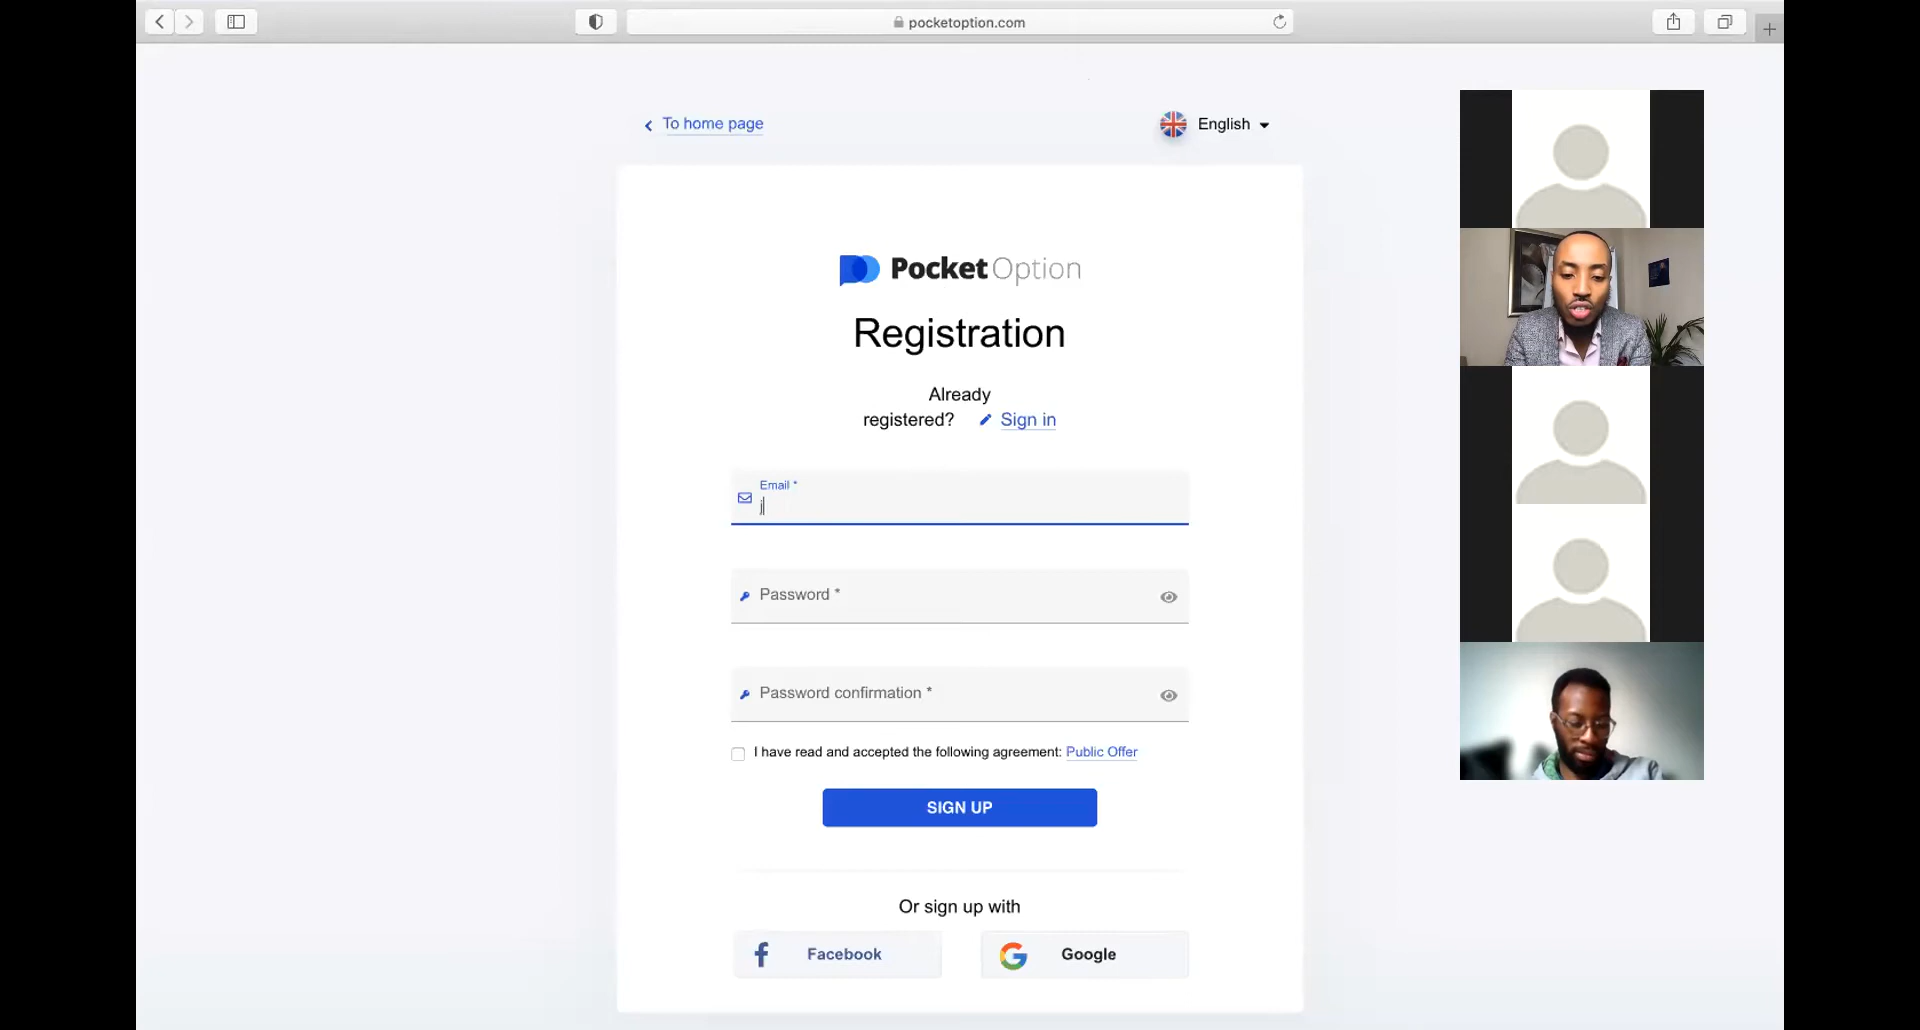 pocketoption.com
To home page
English
Pocket Option
Registration
Already
registered? Sign in
Email *
j
Password *
Password confirmation *
I have read and accepted the following agreement: Public Offer
SIGN UP
Or sign up with
Facebook
Google